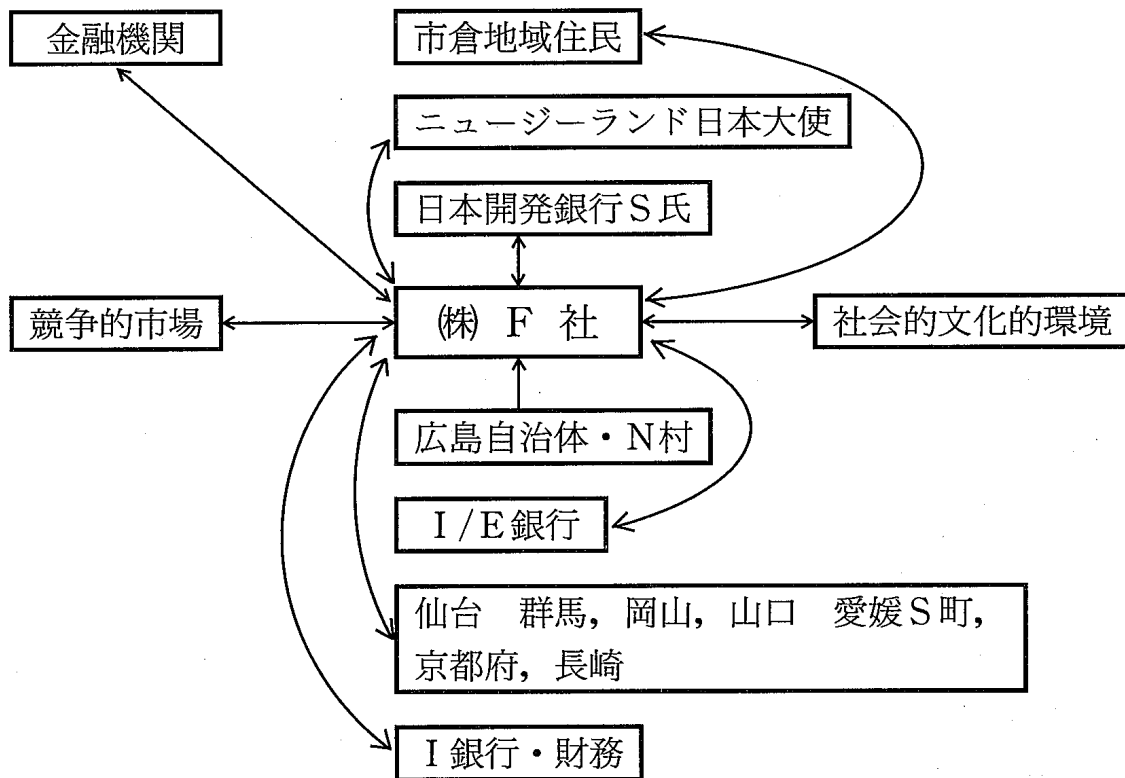 金融機関
市倉地域住民
ニュージーランド日本大使
日本開発銀行S氏
競争的市場
㈱ F 社
社会的文化的環境
広島自治体・N村
I/E銀行
仙台 群馬，岡山，山口 愛媛S町，
京都府，長崎
I銀行・財務